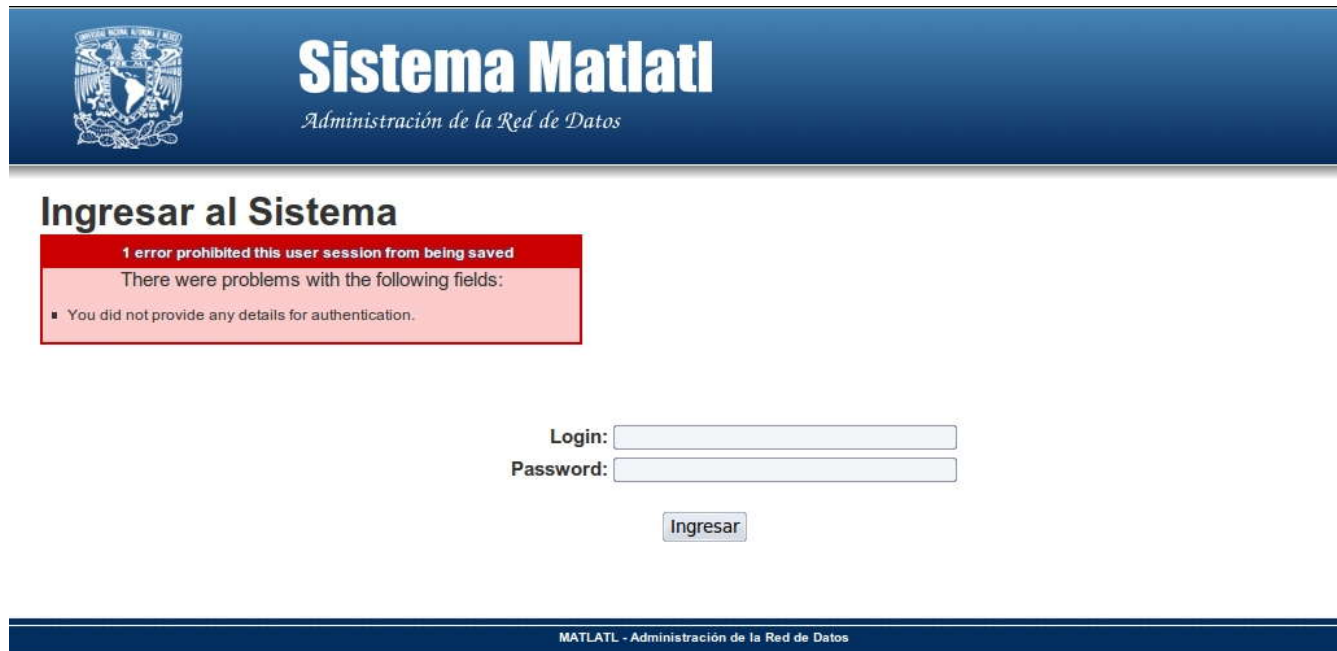 Sistema Matlatl
Administración de la Red de Datos
Ingresar al Sistema
1 error prohibited this user session from being saved
There were problems with the following fields:
You did not provide any details for authentication.
Login:
Password:
Ingresar
MATLATL - Administración de la Red de Datos